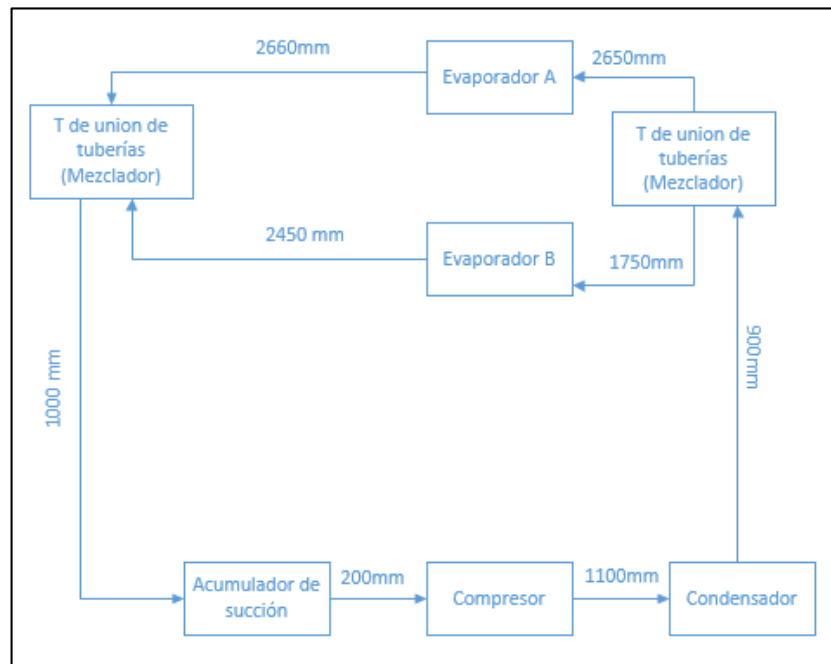 2660mm
Evaporador A
2650mm
T de union de
tuberías
(Mezclador)
T de union de
tuberías
(Mezclador)
2450 mm
Evaporador B
1750mm
1000 mm
900mm
Acumulador de
succión
200mm
Compresor
1100mm
Condensador